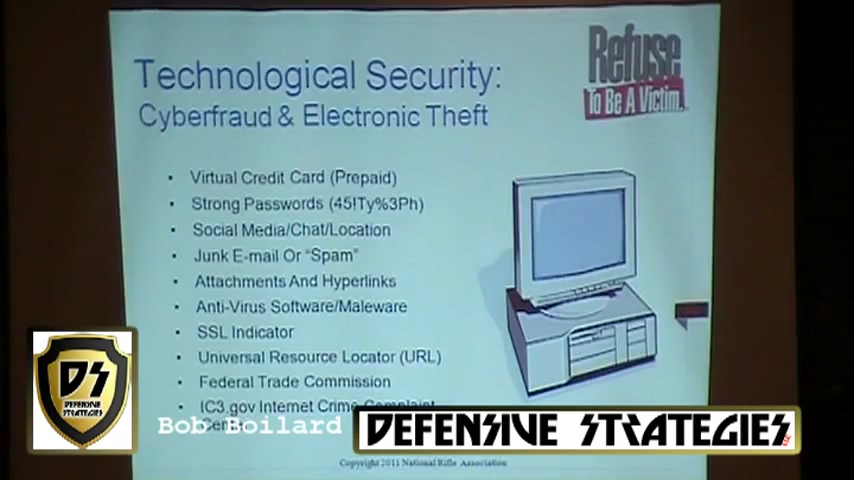 Technological Security:
Cyberfraud & Electronic Theft
Refuse
To Be A Victim
• Virtual Credit Card (Prepaid)
• Strong Passwords (45!Ty%3Ph)
• Social Media/Chat/Location
• Junk E-mail Or “Spam”
• Attachments And Hyperlinks
• Anti-Virus Software/Maleware
• SSL Indicator
• Universal Resource Locator (URL)
• Federal Trade Commission
• IC3.gov Internet Crime Complaint
DS
DEFENSIVE
STRATEGIES
Bob Boilard
DEFENSIVE STRATEGIES
Copyright 2011 National Rifle Association